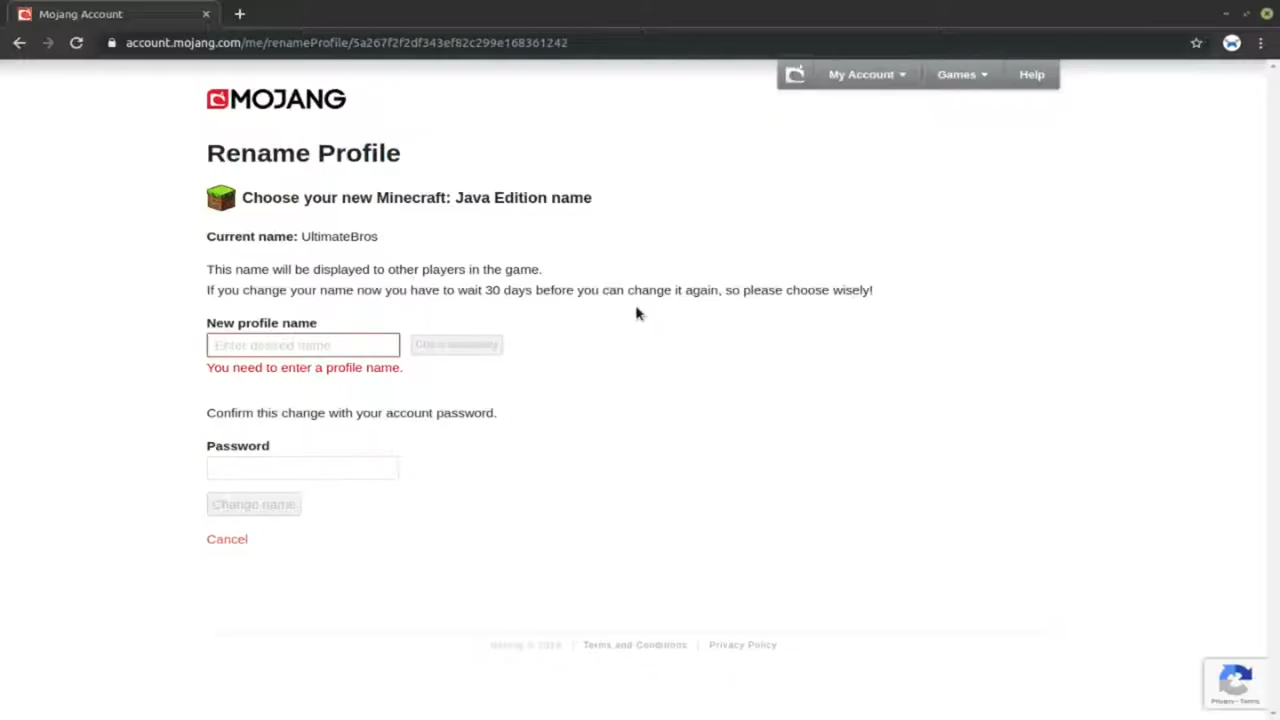 Mojang Account
account.mojang.com/me/renameProfile/5a267f2f2df343ef82c299e168361242
My Account Games Help
MOJANG
Rename Profile
Choose your new Minecraft: Java Edition name
Current name: UltimateBros
This name will be displayed to other players in the game.
If you change your name now you have to wait 30 days before you can change it again, so please choose wisely!
New profile name
Enter desired name
You need to enter a profile name.
Confirm this change with your account password.
Password
Change name
Cancel
Terms and Conditions | Privacy Policy
Privacy - Terms